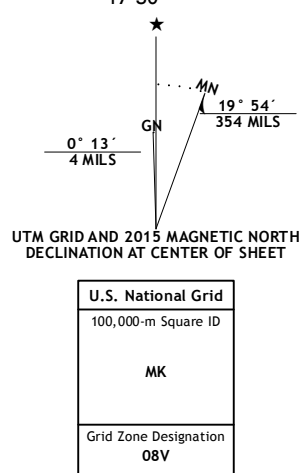 MN
19° 54´
354 MILS
GN
0° 13´
4 MILS
UTM GRID AND 2015 MAGNETIC NORTH
DECLINATION AT CENTER OF SHEET
U.S. National Grid
100,000-m Square ID
MK
Grid Zone Designation
08V